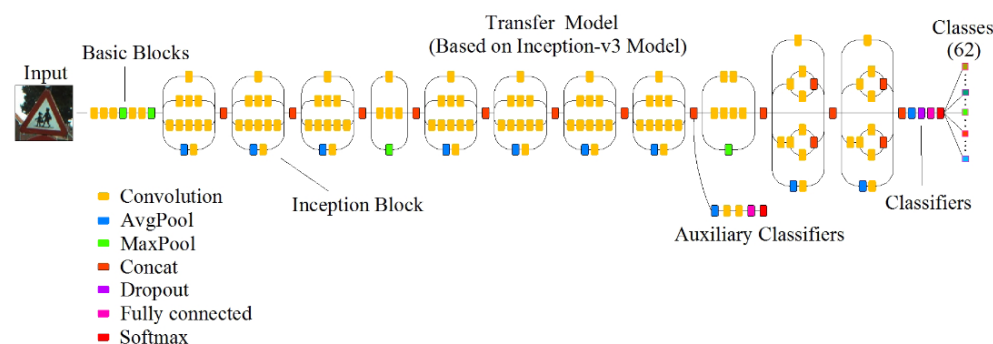 Transfer Model
(Based on Inception-v3 Model)
Classes
(62)
Basic Blocks
Input
Inception Block
Auxiliary Classifiers
Classifiers
Convolution
AvgPool
MaxPool
Concat
Dropout
Fully connected
Softmax